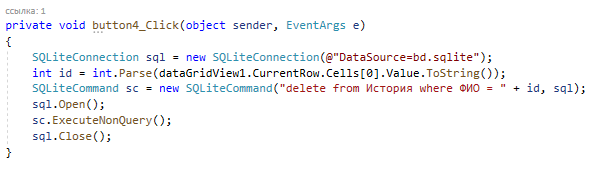 ссылка: 1
private void button4_Click(object sender, EventArgs e)
{
SQLiteConnection sql = new SQLiteConnection(@"DataSource=bd.sqlite");
int id = int.Parse(dataGridView1.CurrentRow.Cells[0].Value.ToString());
SQLiteCommand sc = new SQLiteCommand("delete from История where ФИО = " + id, sql);
sql.Open();
sc.ExecuteNonQuery();
sql.Close();
}